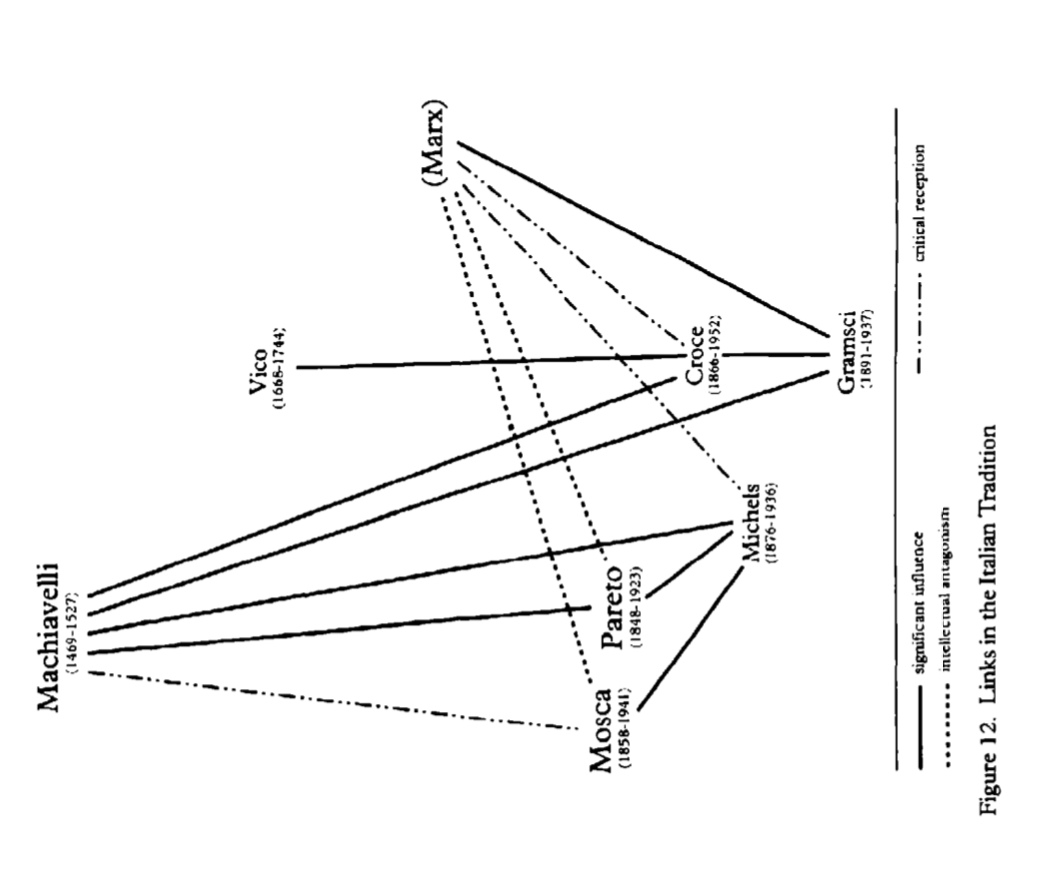 Machiavelli
(1469-1527)
Vico
(1668-1744)
(Marx)
Mosca
(1858-1941)
Pareto
(1848-1923)
Croce
(1866-1952)
Michels
(1876-1936)
Gramsci
(1891-1937)
significant influence
critical reception
intellectual antagonism
Figure 12. Links in the Italian Tradition